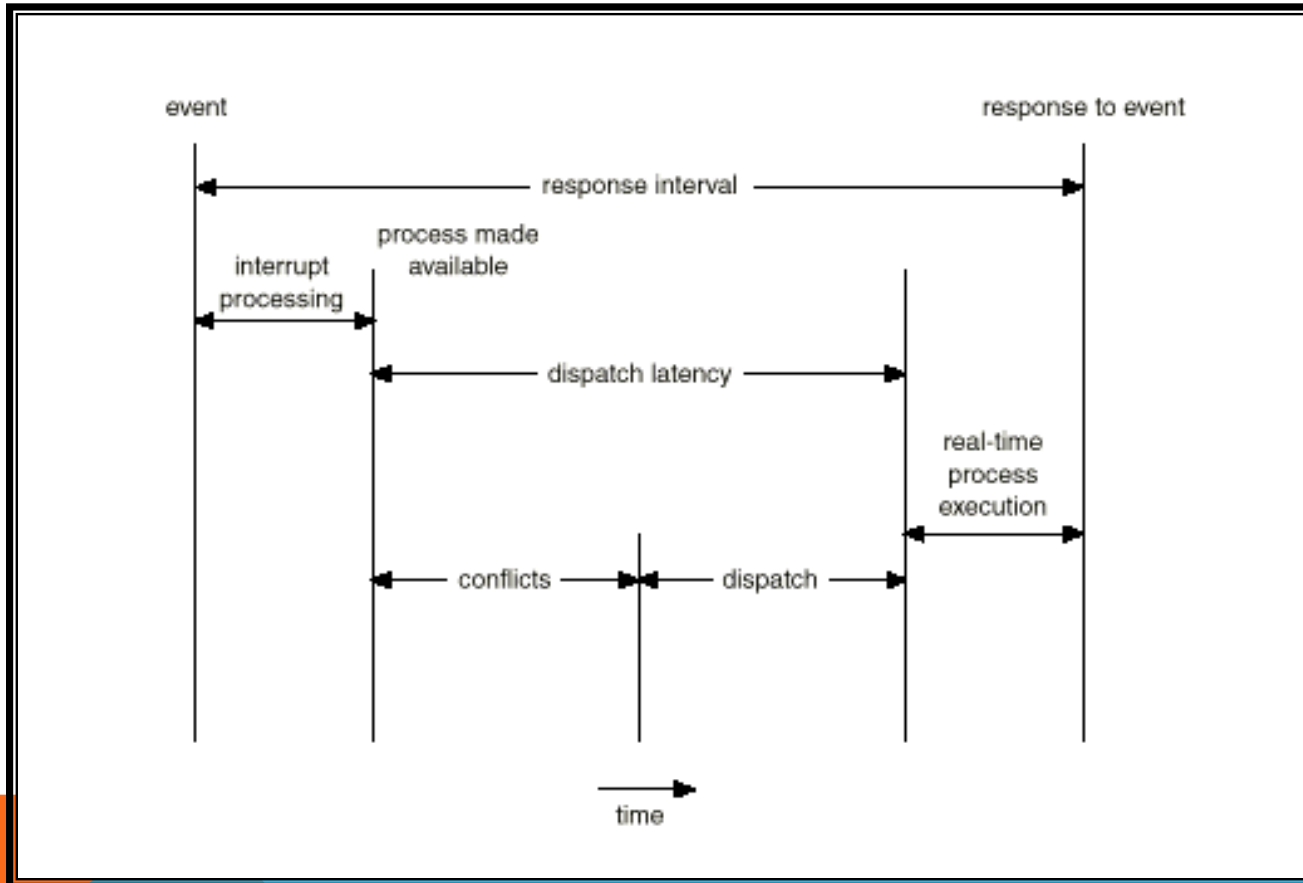 event
response to event
response interval
process made
available
interrupt
processing
dispatch latency
real-time
process
execution
conflicts
dispatch
time